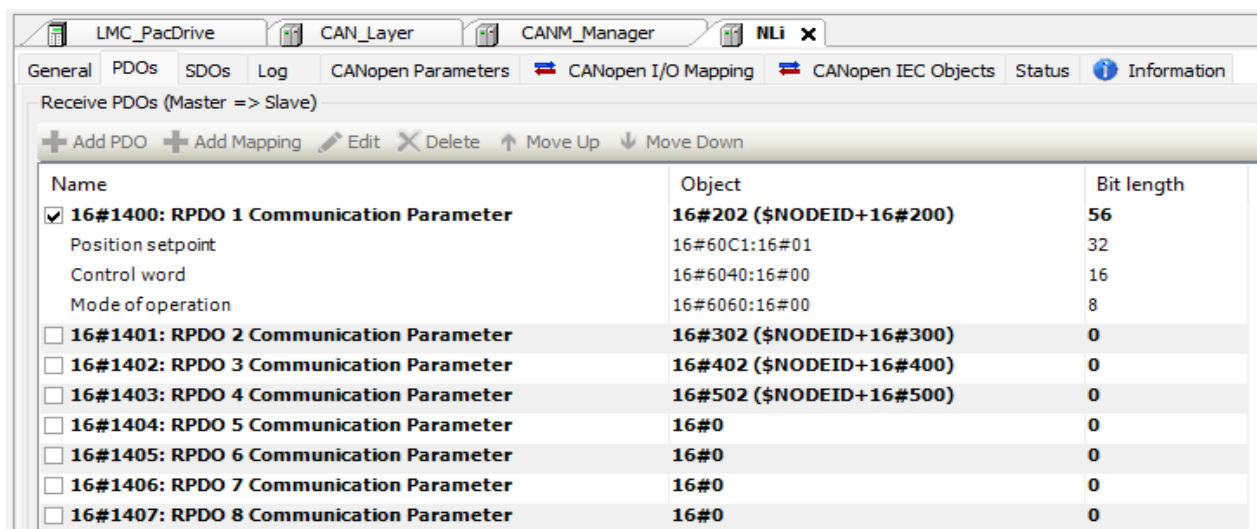 LMC_PacDrive CAN_Layer CANM_Manager NLi X
General PDOs SDOs Log CANopen Parameters CANopen I/O Mapping CANopen IEC Objects Status Information
Receive PDOs (Master => Slave)
Add PDO Add Mapping Edit Delete Move Up Move Down
Name Object Bit length
16#1400: RPDO 1 Communication Parameter 16#202 ($NODEID+16#200) 56
Position setpoint 16#60C1:16#01 32
Control word 16#6040:16#00 16
Mode of operation 16#6060:16#00 8
16#1401: RPDO 2 Communication Parameter 16#302 ($NODEID+16#300) 0
16#1402: RPDO 3 Communication Parameter 16#402 ($NODEID+16#400) 0
16#1403: RPDO 4 Communication Parameter 16#502 ($NODEID+16#500) 0
16#1404: RPDO 5 Communication Parameter 16#0 0
16#1405: RPDO 6 Communication Parameter 16#0 0
16#1406: RPDO 7 Communication Parameter 16#0 0
16#1407: RPDO 8 Communication Parameter 16#0 0